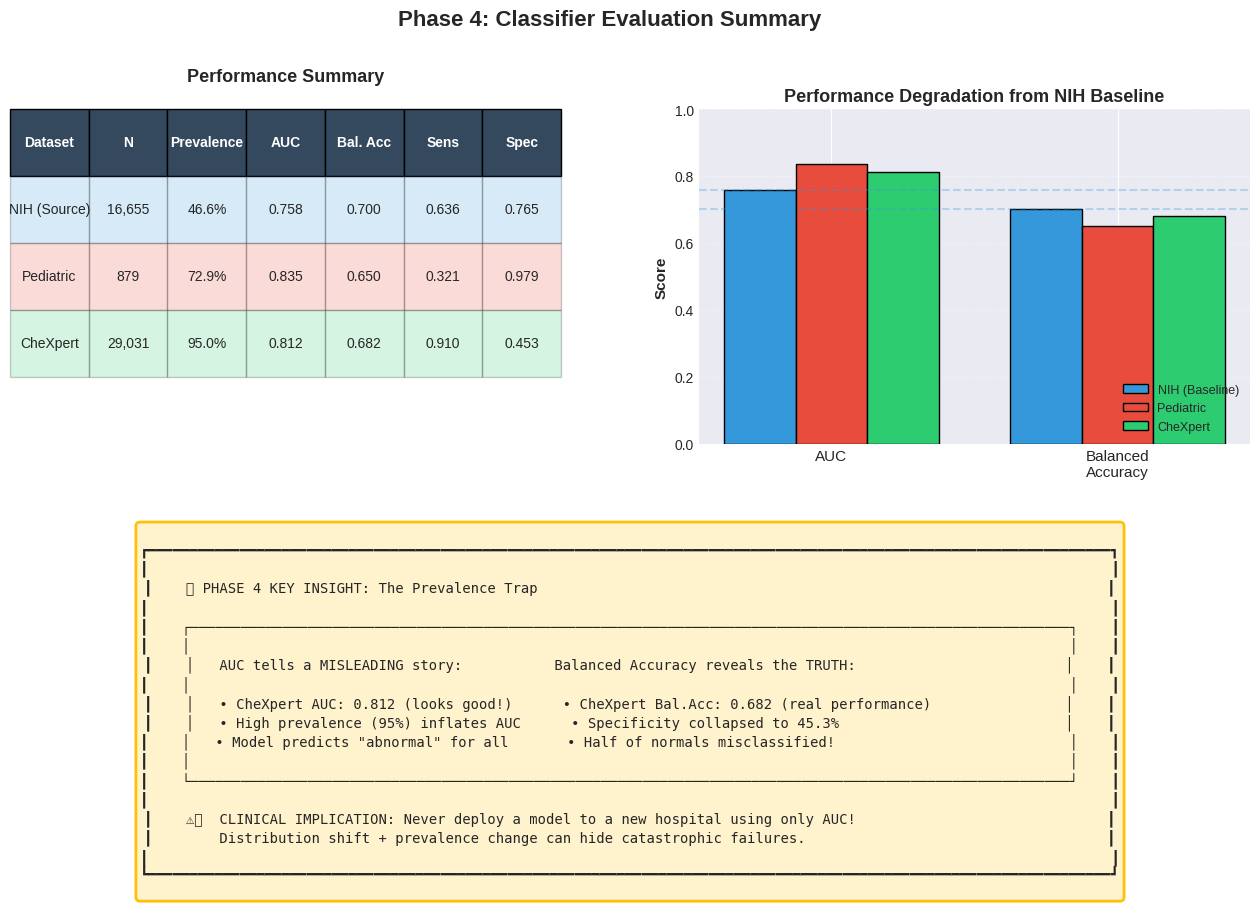 Phase 4: Classifier Evaluation Summary
Performance Summary
Dataset N Prevalence AUC Bal. Acc Sens Spec
NIH (Source) 16,655 46.6% 0.758 0.700 0.636 0.765
Pediatric 879 72.9% 0.835 0.650 0.321 0.979
CheXpert 29,031 95.0% 0.812 0.682 0.910 0.453
Performance Degradation from NIH Baseline
1.0
0.8
0.6
0.4
0.2
0.0
Score
AUC
Balanced
Accuracy
NIH (Baseline)
Pediatric
CheXpert
PHASE 4 KEY INSIGHT: The Prevalence Trap
AUC tells a MISLEADING story: Balanced Accuracy reveals the TRUTH:
• CheXpert AUC: 0.812 (looks good!) • CheXpert Bal.Acc: 0.682 (real performance)
• High prevalence (95%) inflates AUC • Specificity collapsed to 45.3%
• Model predicts "abnormal" for all • Half of normals misclassified!
⚠ CLINICAL IMPLICATION: Never deploy a model to a new hospital using only AUC!
Distribution shift + prevalence change can hide catastrophic failures.